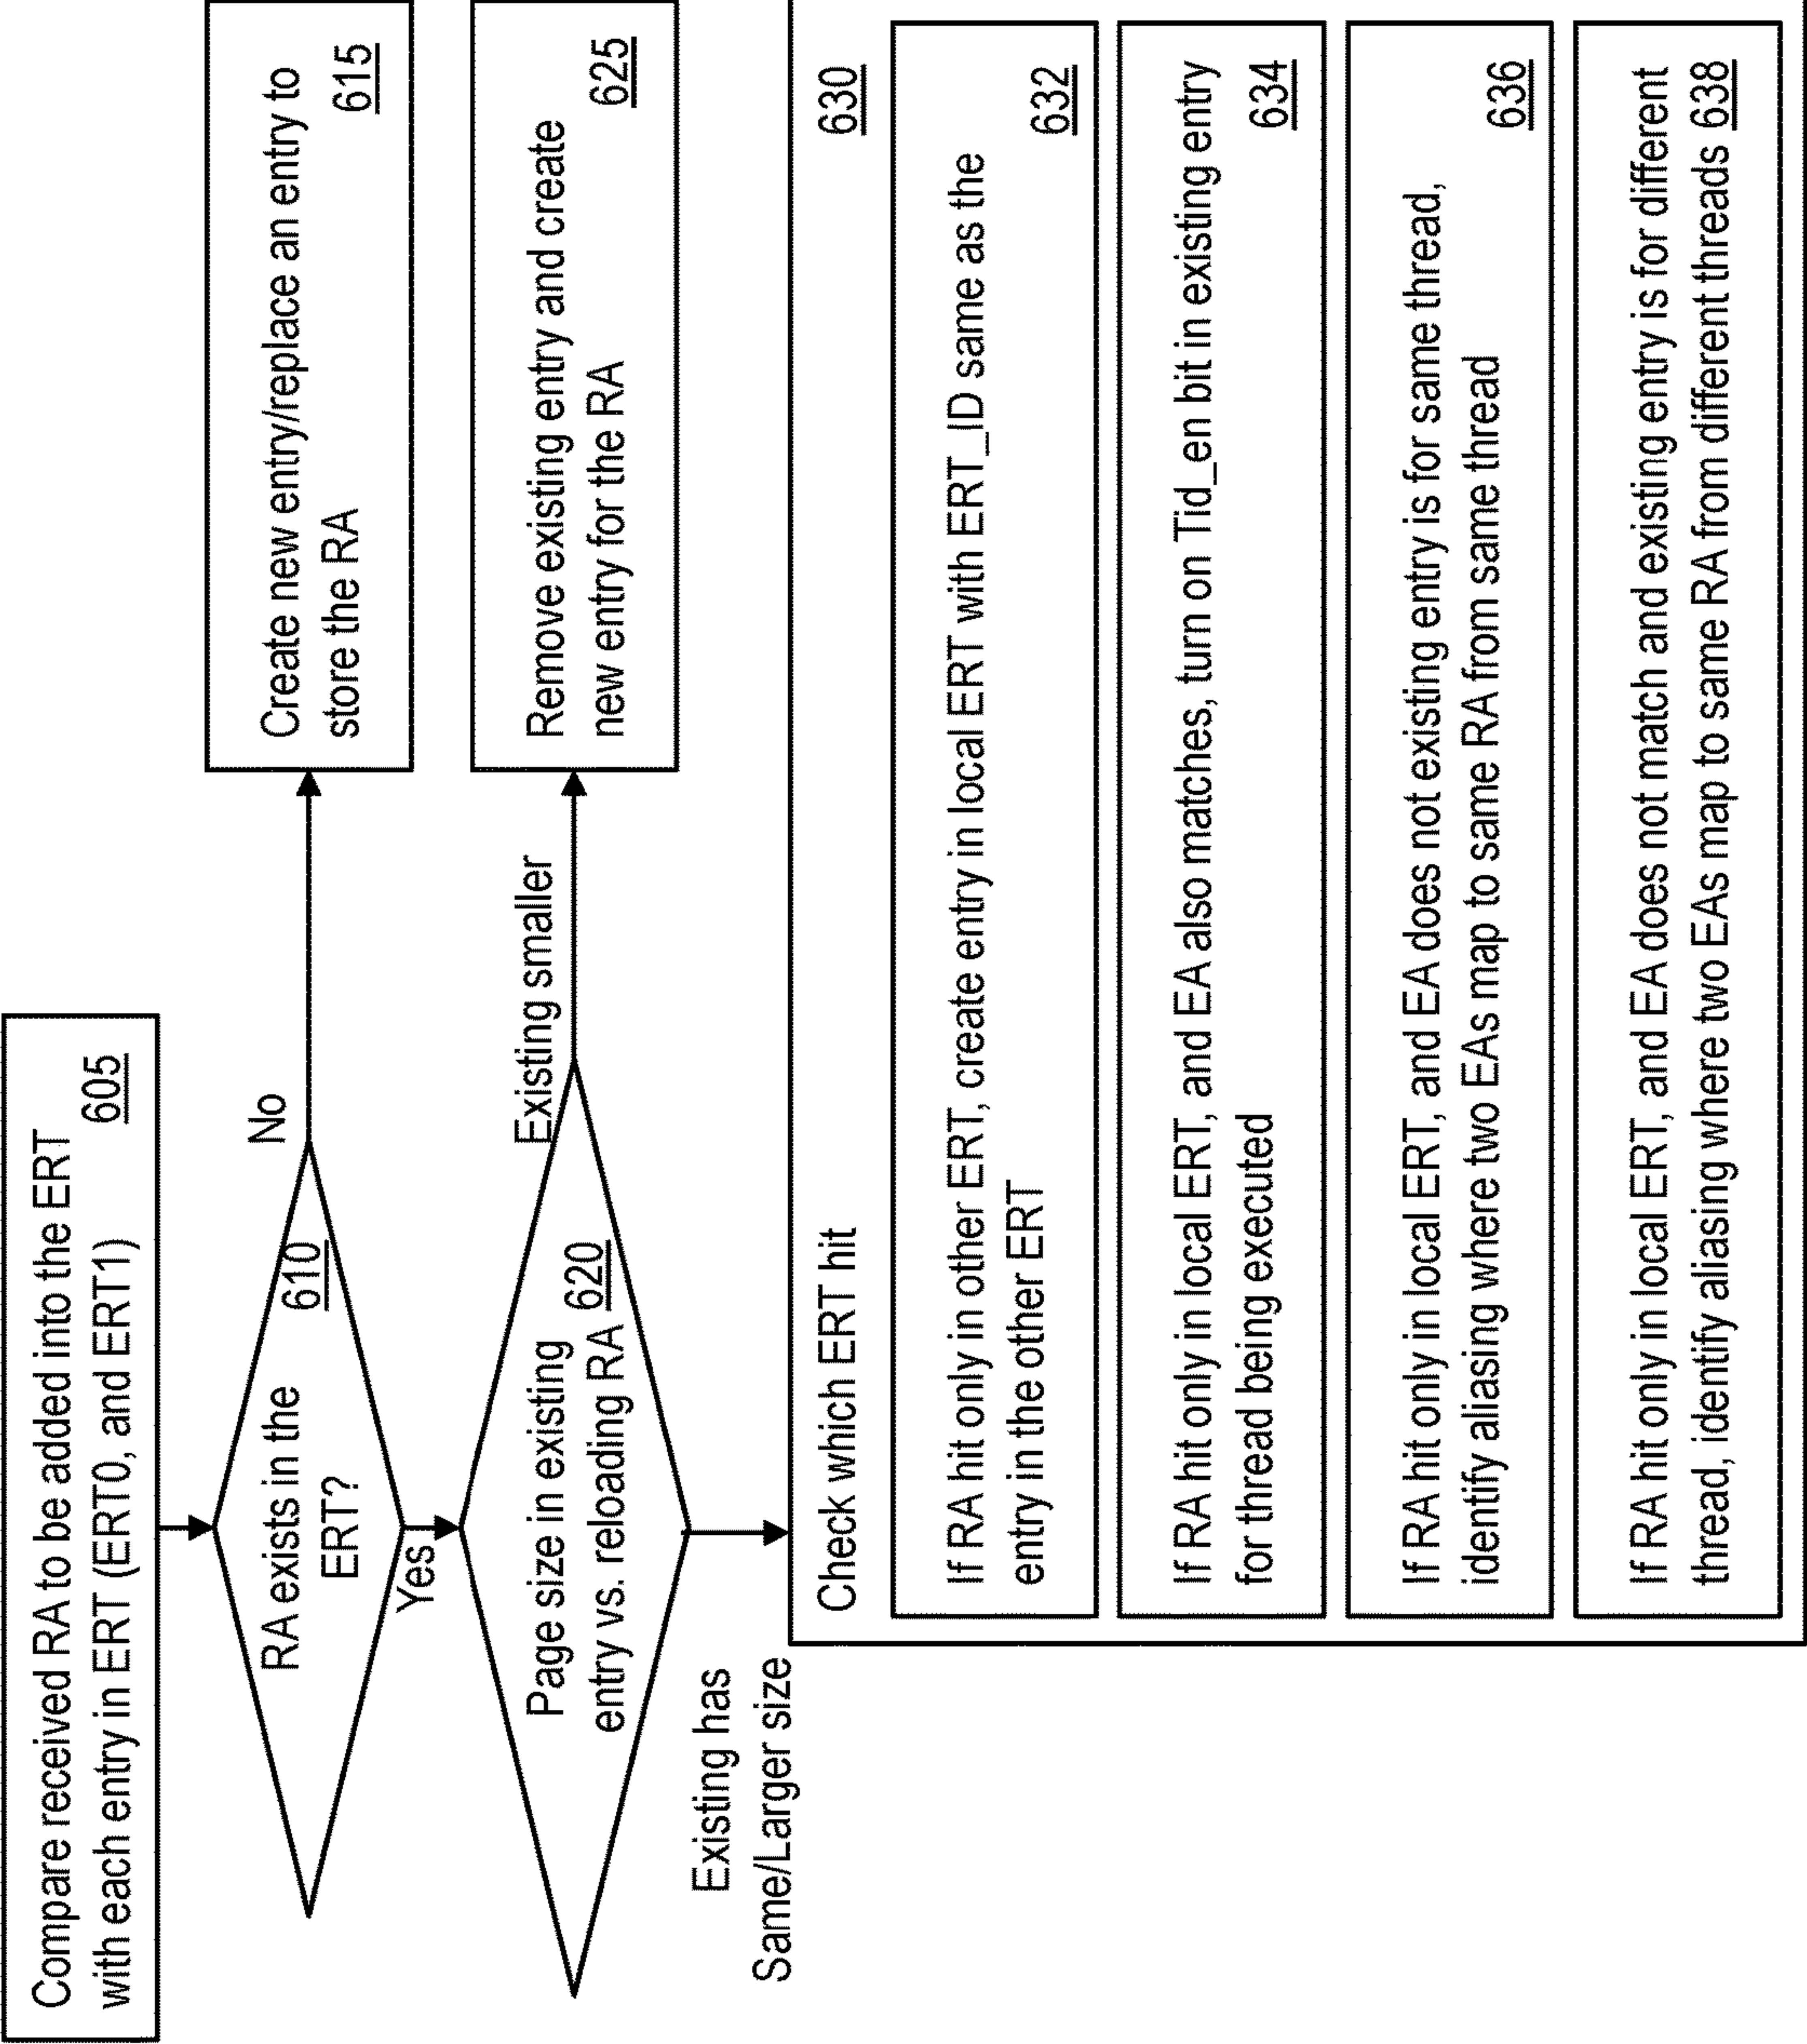 Compare received RA to be added into the ERT
with each entry in ERT (ERT0, and ERT1) 605
RA exists in the
ERT?
610
No
Create new entry/replace an entry to
store the RA
615
Yes
Page size in existing
entry vs. reloading RA 620
Existing smaller
Remove existing entry and create
new entry for the RA
625
Existing has
Same/Larger size
Check which ERT hit
630
If RA hit only in other ERT, create entry in local ERT with ERT_ID same as the
entry in the other ERT
632
If RA hit only in local ERT, and EA also matches, turn on Tid_en bit in existing entry
for thread being executed
634
If RA hit only in local ERT, and EA does not existing entry is for same thread,
identify aliasing where two EAs map to same RA from same thread
636
If RA hit only in local ERT, and EA does not match and existing entry is for different
thread, identify aliasing where two EAs map to same RA from different threads 638